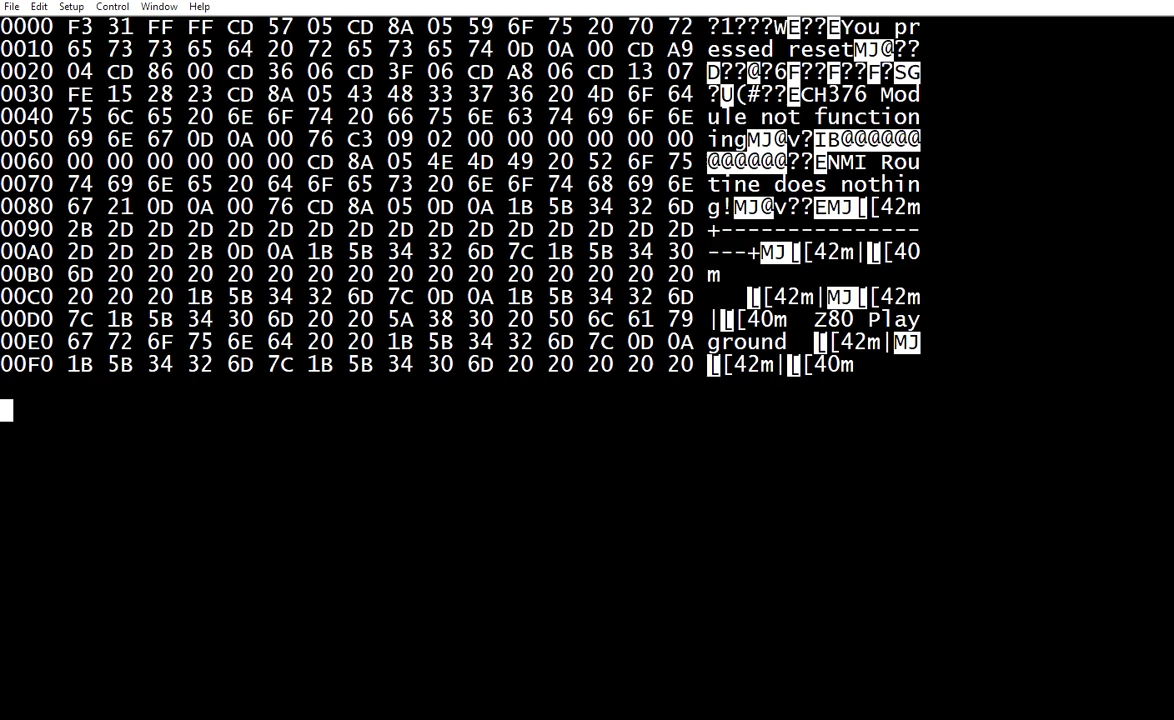 File Edit Setup Control Window Help
0000 F3 31 FF FF CD 57 05 CD 8A 05 59 6F 75 20 70 72 ?1???WE??EYou pr
0010 65 73 73 65 64 20 72 65 73 65 74 0D 0A 00 CD A9 essed resetMJ@??
0020 04 CD 86 00 CD 36 06 CD 3F 06 CD A8 06 CD 13 07 D??@?6F??F??F?SG
0030 FE 15 28 23 CD 8A 05 43 48 33 37 36 20 4D 6F 64 ?U(#??ECH376 Mod
0040 75 6C 65 20 6E 6F 74 20 66 75 6E 63 74 69 6F 6E ule not function
0050 69 6E 67 0D 0A 00 76 C3 09 02 00 00 00 00 00 00 ingMJ@v?IB@@@@@@
0060 00 00 00 00 00 00 CD 8A 05 4E 4D 49 20 52 6F 75 @@@@@@??ENMI Rou
0070 74 69 6E 65 20 64 6F 65 73 20 6E 6F 74 68 69 6E tine does nothin
0080 67 21 0D 0A 00 76 CD 8A 05 0D 0A 1B 5B 34 32 6D g!MJ@v??EMJ[[42m
0090 2B 2D 2D 2D 2D 2D 2D 2D 2D 2D 2D 2D 2D 2D 2D 2D +---------------
00A0 2D 2D 2D 2B 0D 0A 1B 5B 34 32 6D 7C 1B 5B 34 30 ---+MJ[[42m|[[40
00B0 6D 20 20 20 20 20 20 20 20 20 20 20 20 20 20 20 m
00C0 20 20 20 1B 5B 34 32 6D 7C 0D 0A 1B 5B 34 32 6D [[42m|MJ[[42m
00D0 7C 1B 5B 34 30 6D 20 20 5A 38 30 20 50 6C 61 79 |[[40m  Z80 Play
00E0 67 72 6F 75 6E 64 20 20 1B 5B 34 32 6D 7C 0D 0A ground  [[42m|MJ
00F0 1B 5B 34 32 6D 7C 1B 5B 34 30 6D 20 20 20 20 20 [[42m|[[40m